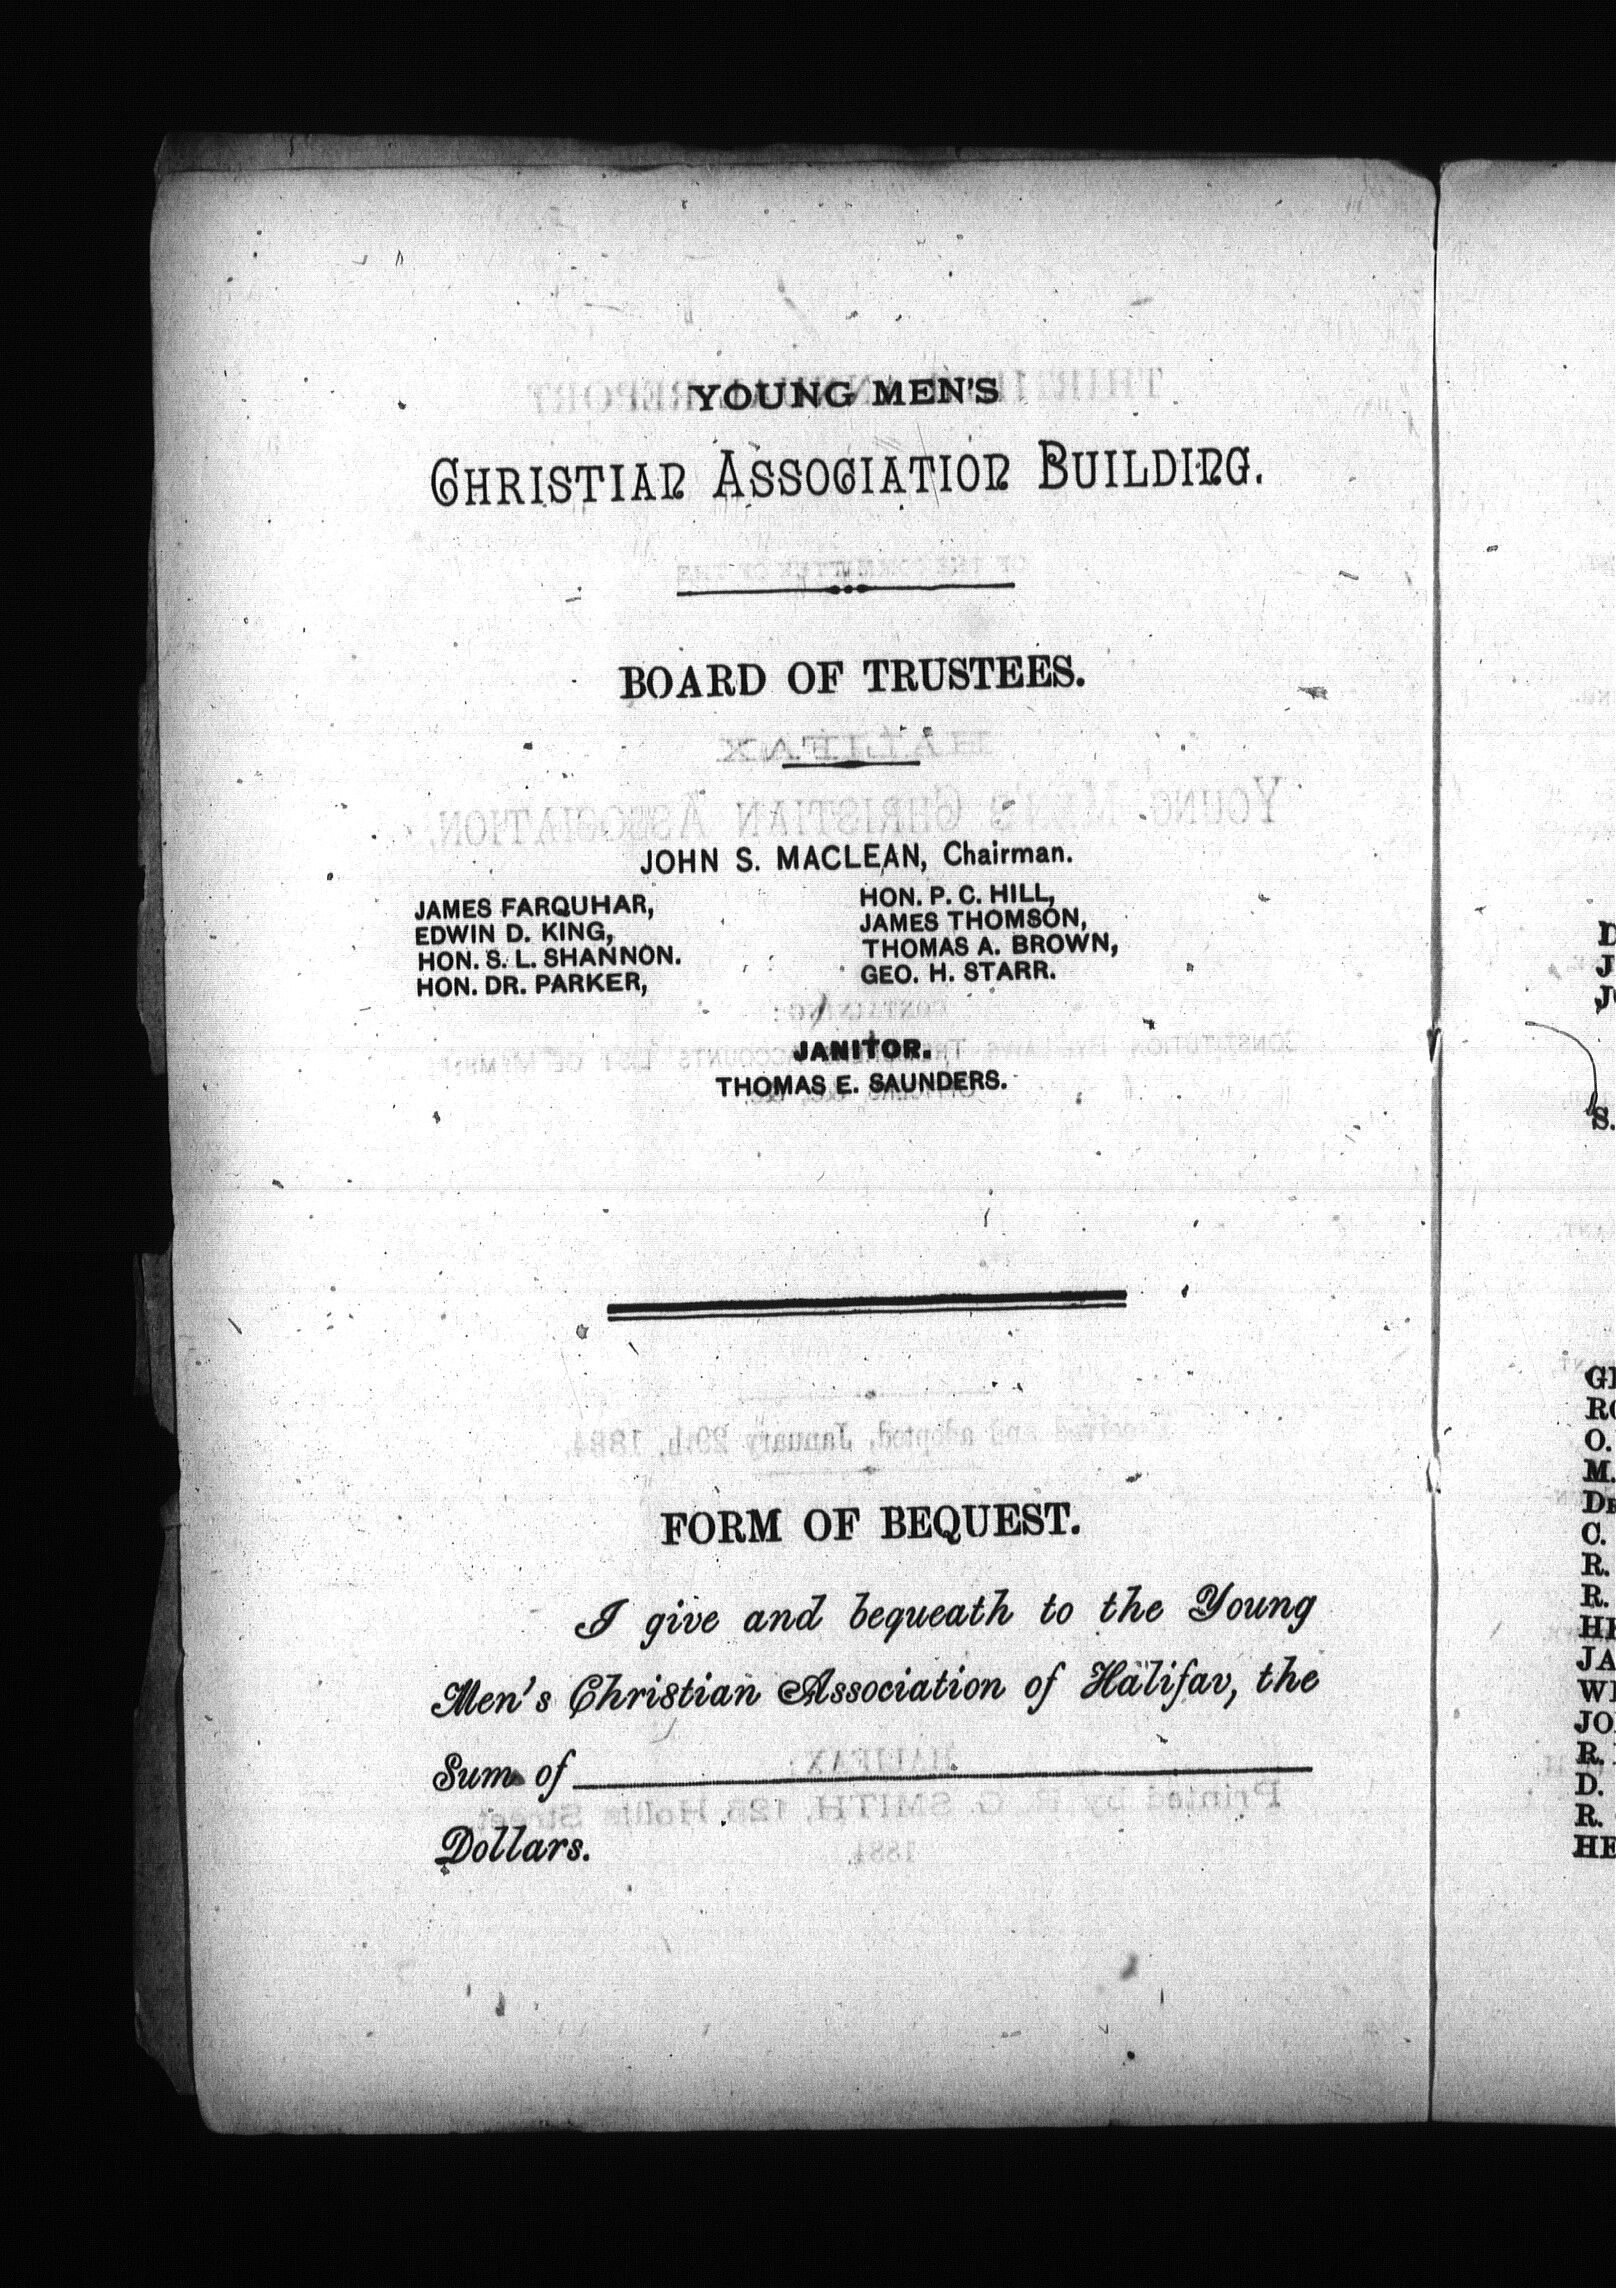 YOUNG MEN'S
CHRISTIAN ASSOCIATION BUILDING.
BOARD OF TRUSTEES.
JOHN S. MACLEAN, Chairman.
JAMES FARQUHAR,
EDWIN D. KING,
HON. S. L. SHANNON.
HON. DR. PARKER,
HON. P. C. HILL,
JAMES THOMSON,
THOMAS A. BROWN,
GEO. H. STARR.
JANITOR.
THOMAS E. SAUNDERS.
FORM OF BEQUEST.
I give and bequeath to the Young
Men's Christian Association of Halifav, the
Sum of
Dollars.